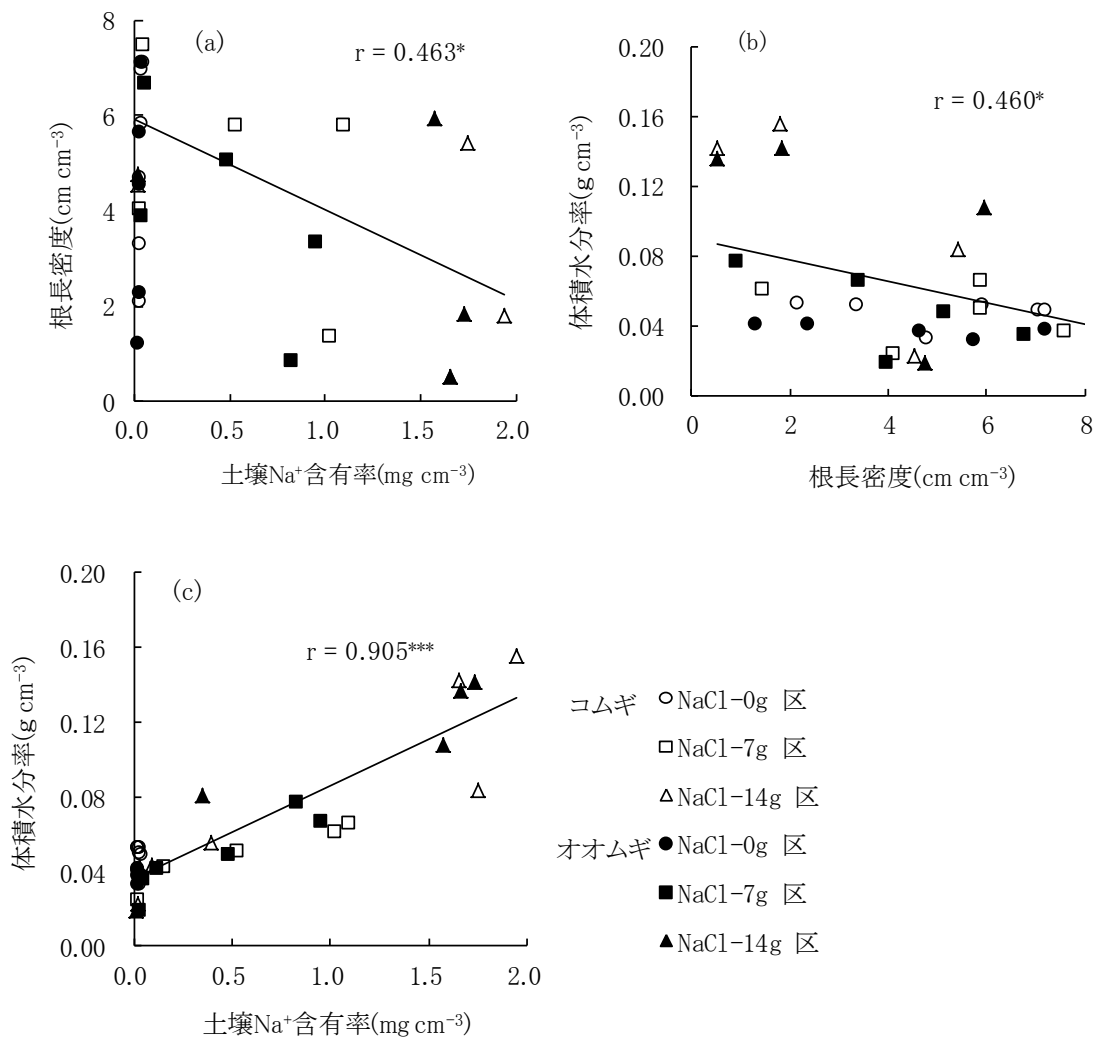 (a)
r = 0.463*
8
6
4
2
0
根長密度(cm cm⁻³)
0.0 0.5 1.0 1.5 2.0
土壌Na⁺含有率(mg cm⁻³)
(b)
r = 0.460*
0.20
0.16
0.12
0.08
0.04
0.00
体積水分率(g cm⁻³)
0 2 4 6 8
根長密度(cm cm⁻³)
(c)
r = 0.905***
0.20
0.16
0.12
0.08
0.04
0.00
体積水分率(g cm⁻³)
0.0 0.5 1.0 1.5 2.0
土壌Na⁺含有率(mg cm⁻³)
コムギ NaCl-0g 区
NaCl-7g 区
NaCl-14g 区
オオムギ NaCl-0g 区
NaCl-7g 区
NaCl-14g 区